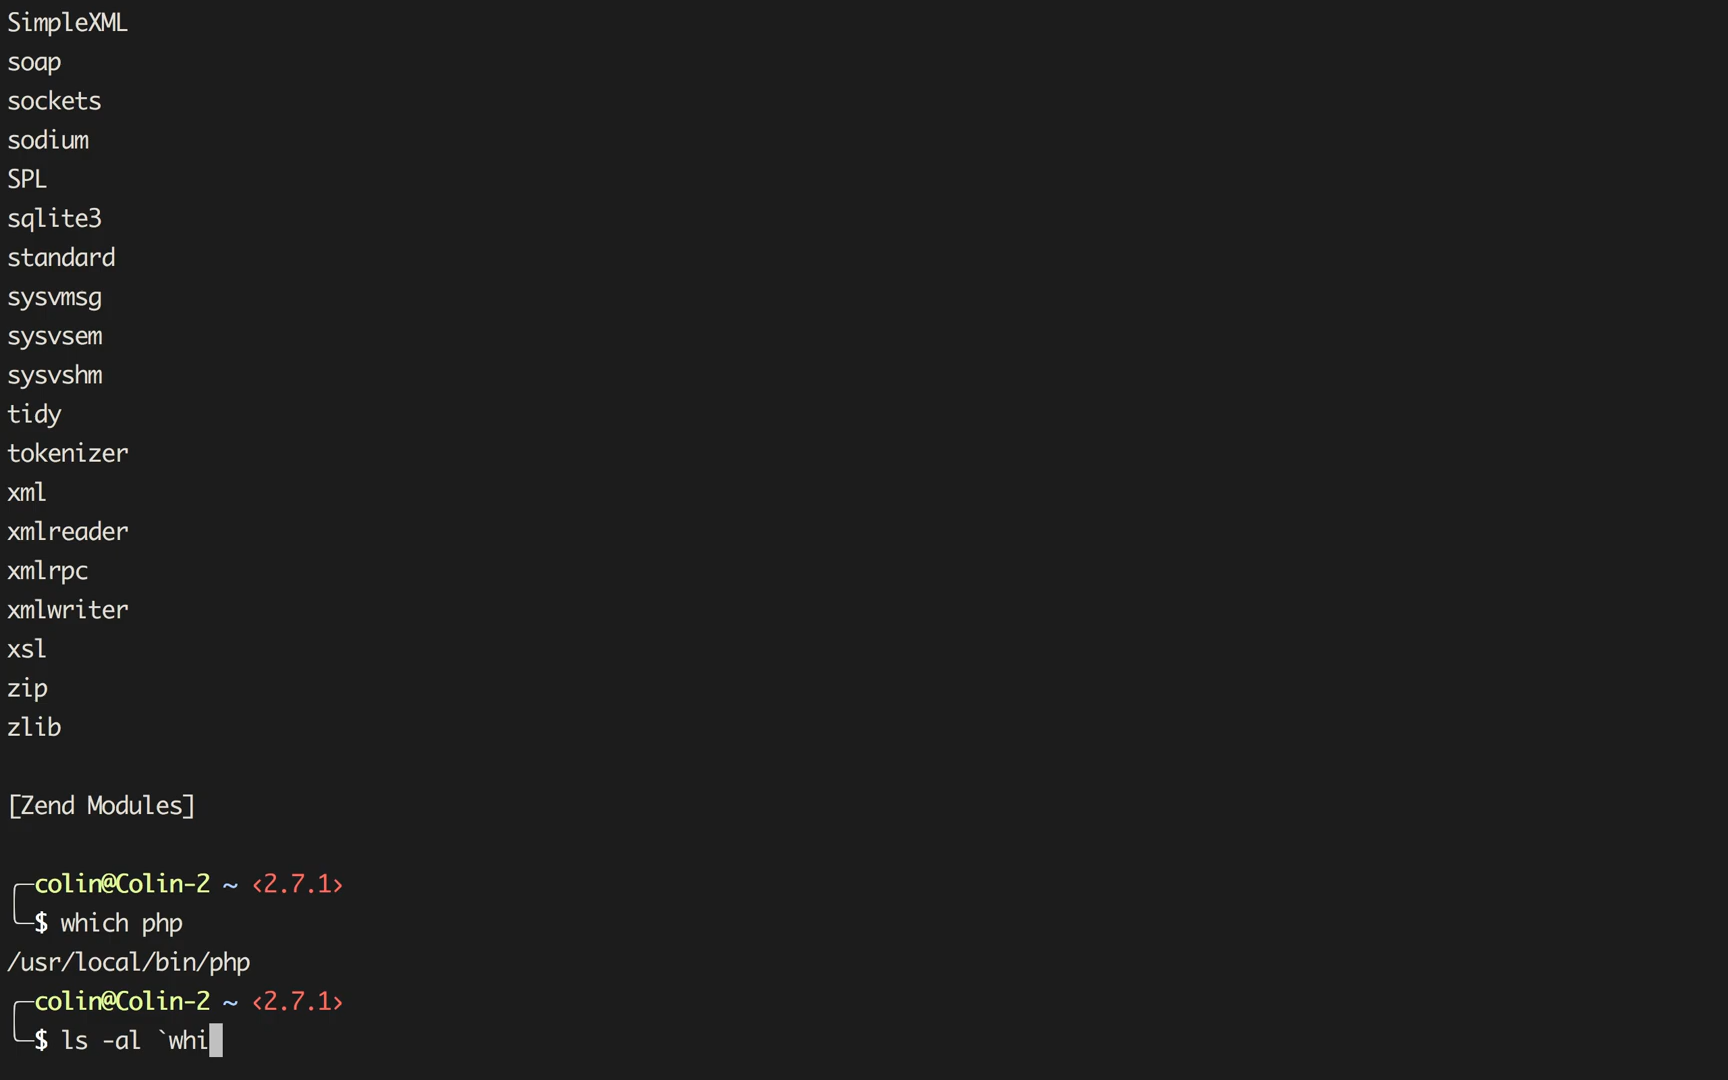 SimpleXML
soap
sockets
sodium
SPL
sqlite3
standard
sysvmsg
sysvsem
sysvshm
tidy
tokenizer
xml
xmlreader
xmlrpc
xmlwriter
xsl
zip
zlib
[Zend Modules]
╭─colin@Colin-2 ~ ‹2.7.1›
╰─$ which php
/usr/local/bin/php
╭─colin@Colin-2 ~ ‹2.7.1›
╰─$ ls -al `whi